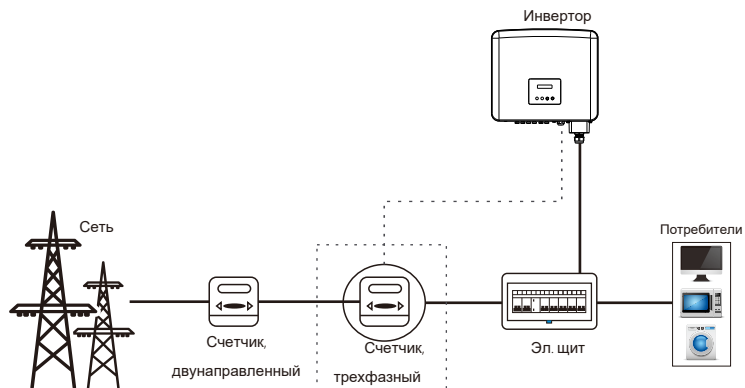 Инвертор
Сеть
Потребители
Счетчик,
двунаправленный
Счетчик,
трехфазный
Эл. щит